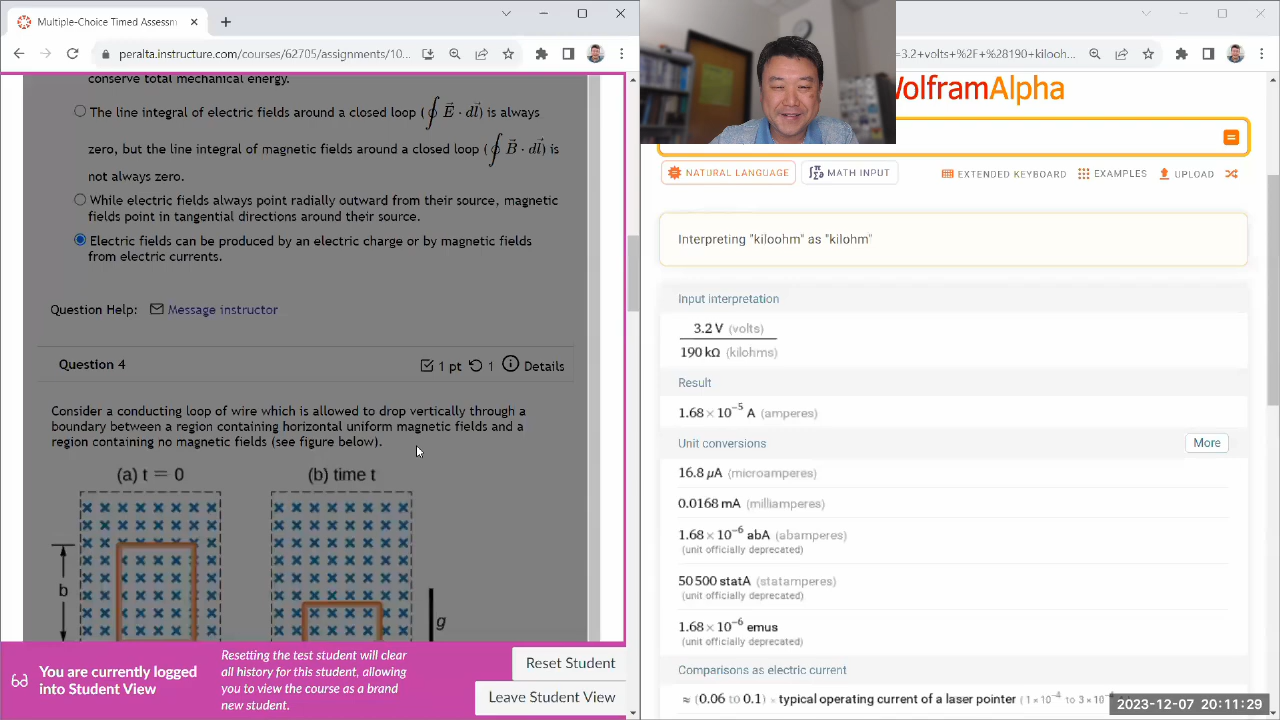 Multiple-Choice Timed Assessm
peralta.instructure.com/courses/62705/assignments/10...
conserve total mechanical energy.
The line integral of electric fields around a closed loop (∮ E⃗ · dl⃗) is always
zero, but the line integral of magnetic fields around a closed loop (∮ B⃗ · dl⃗) is
not always zero.
While electric fields always point radially outward from their source, magnetic
fields point in tangential directions around their source.
Electric fields can be produced by an electric charge or by magnetic fields
from electric currents.
Question Help: Message instructor
Question 4
1 pt 1 Details
Consider a conducting loop of wire which is allowed to drop vertically through a
boundary between a region containing horizontal uniform magnetic fields and a
region containing no magnetic fields (see figure below).
(a) t = 0
(b) time t
b
g
You are currently logged
into Student View
Resetting the test student will clear
all history for this student, allowing
you to view the course as a brand
new student.
Reset Student
Leave Student View
=3.2+volts+%2F+%28190+kilooh...
WolframAlpha
NATURAL LANGUAGE
MATH INPUT
EXTENDED KEYBOARD
EXAMPLES
UPLOAD
Interpreting "kiloohm" as "kilohm"
Input interpretation
3.2 V (volts)
190 kΩ (kilohms)
Result
1.68 × 10⁻⁵ A (amperes)
Unit conversions
More
16.8 µA (microamperes)
0.0168 mA (milliamperes)
1.68 × 10⁻⁶ abA (abamperes)
(unit officially deprecated)
50 500 statA (statamperes)
(unit officially deprecated)
1.68 × 10⁻⁶ emus
(unit officially deprecated)
Comparisons as electric current
≈ (0.06 to 0.1) × typical operating current of a laser pointer
2023-12-07 20:11:29